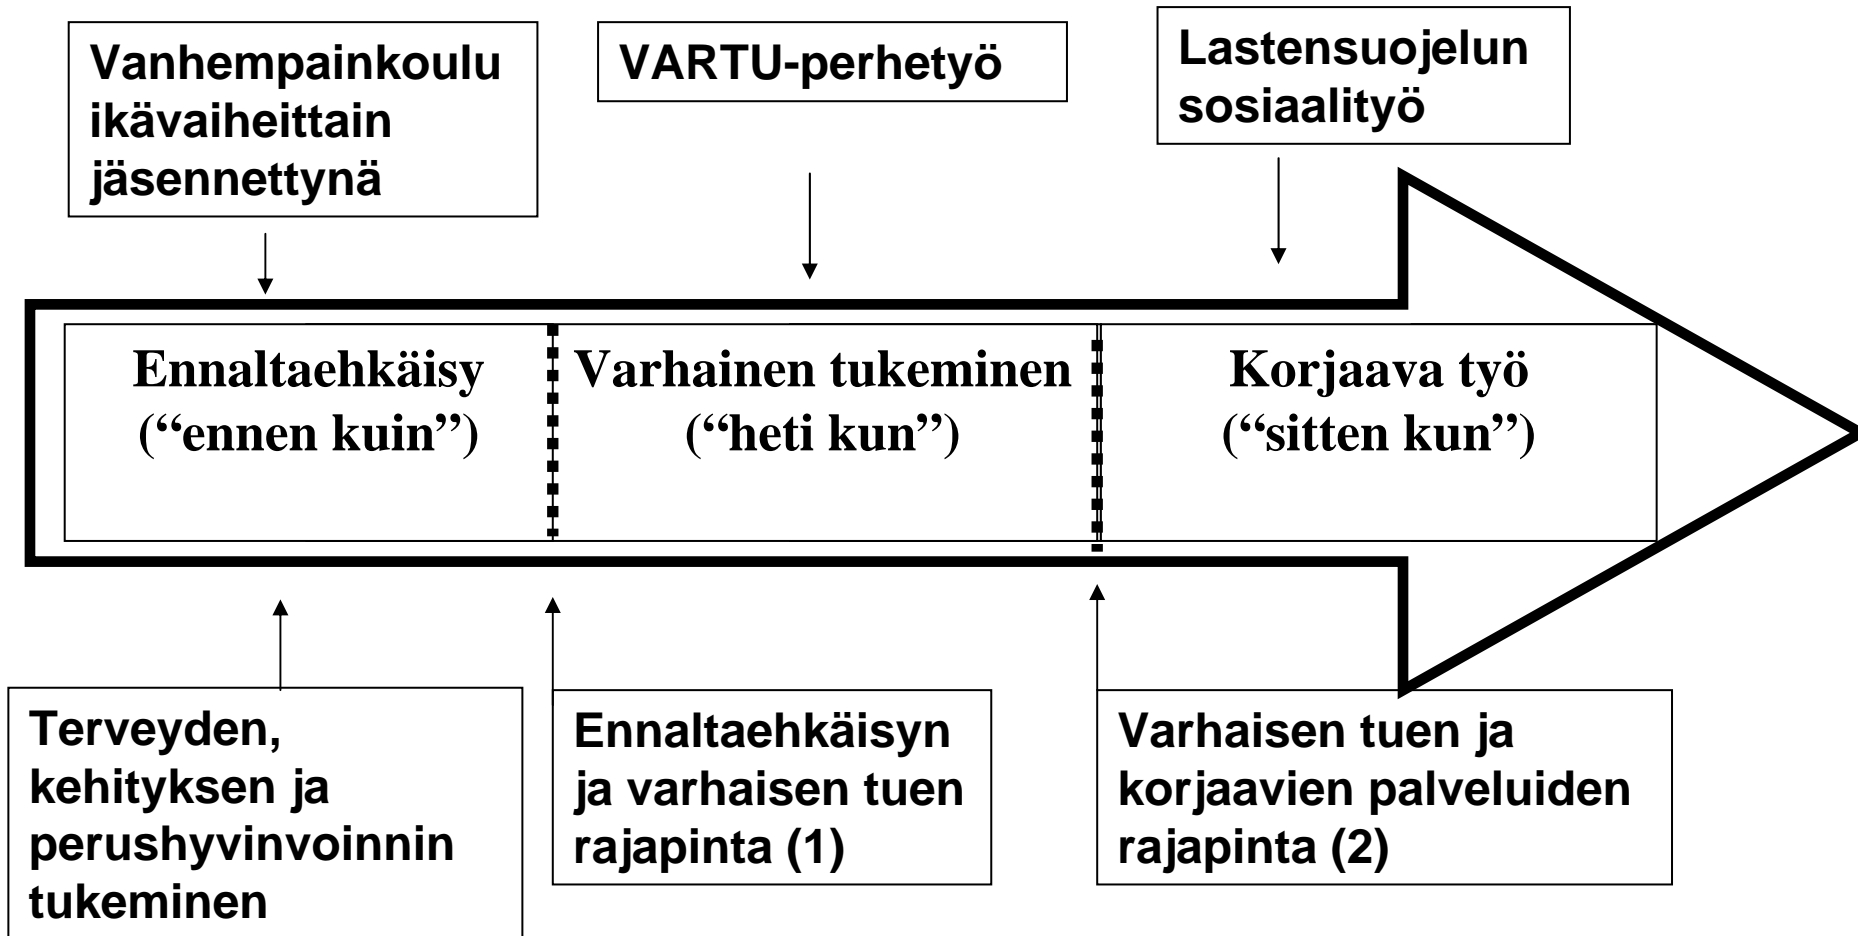 Vanhempainkoulu
ikävaiheittain
jäsennettynä
VARTU-perhetyö
Lastensuojelun
sosiaalityö
Ennaltaehkäisy
(“ennen kuin”)
Varhainen tukeminen
(“heti kun”)
Korjaava työ
(“sitten kun”)
Terveyden,
kehityksen ja
perushyvinvoinnin
tukeminen
Ennaltaehkäisyn
ja varhaisen tuen
rajapinta (1)
Varhaisen tuen ja
korjaavien palveluiden
rajapinta (2)